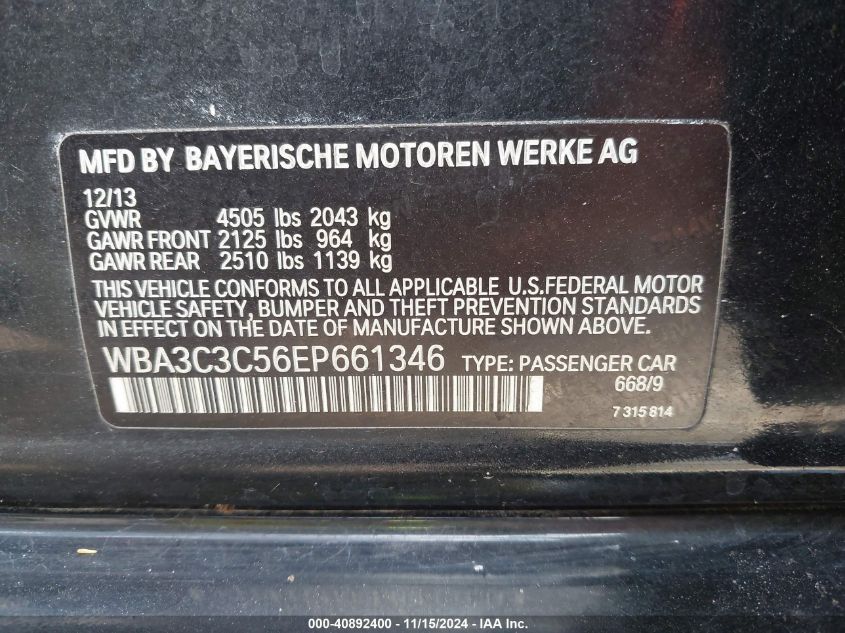 MFD BY BAYERISCHE MOTOREN WERKE AG
12/13
GVWR 4505 lbs 2043 kg
GAWR FRONT 2125 lbs 964 kg
GAWR REAR 2510 lbs 1139 kg
THIS VEHICLE CONFORMS TO ALL APPLICABLE U.S.FEDERAL MOTOR
VEHICLE SAFETY, BUMPER AND THEFT PREVENTION STANDARDS
IN EFFECT ON THE DATE OF MANUFACTURE SHOWN ABOVE.
WBA3C3C56EP661346 TYPE: PASSENGER CAR
668/9
7 315 814
000-40892400 - 11/15/2024 - IAA Inc.